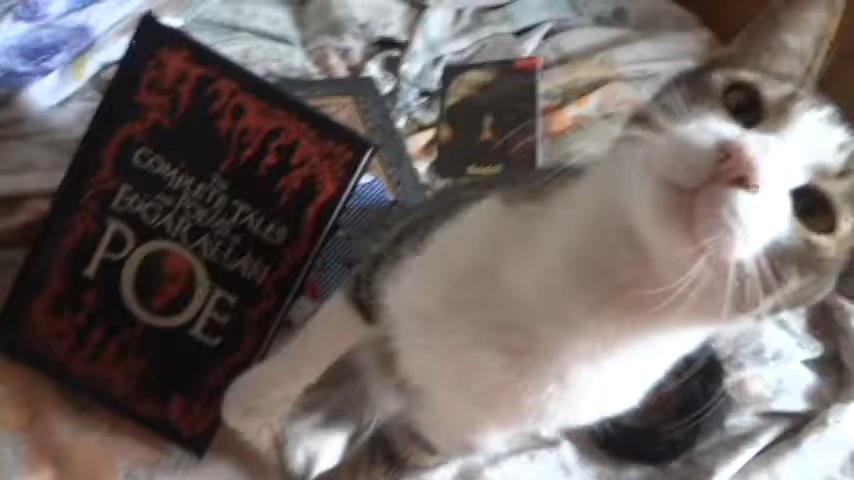 THE
COMPLETE TALES
AND POEMS OF
EDGAR ALLAN
POE